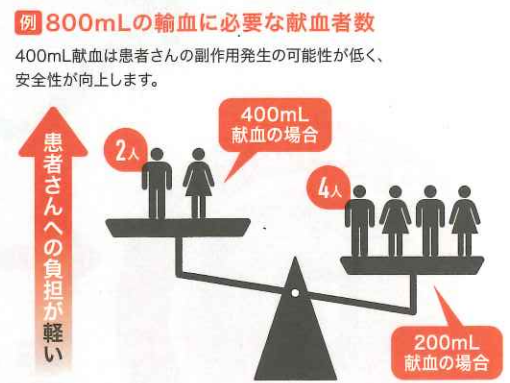 例 800mLの輸血に必要な献血者数
400mL献血は患者さんの副作用発生の可能性が低く、
安全性が向上します。
患者さんへの負担が軽い
2人
400mL
献血の場合
4人
200mL
献血の場合